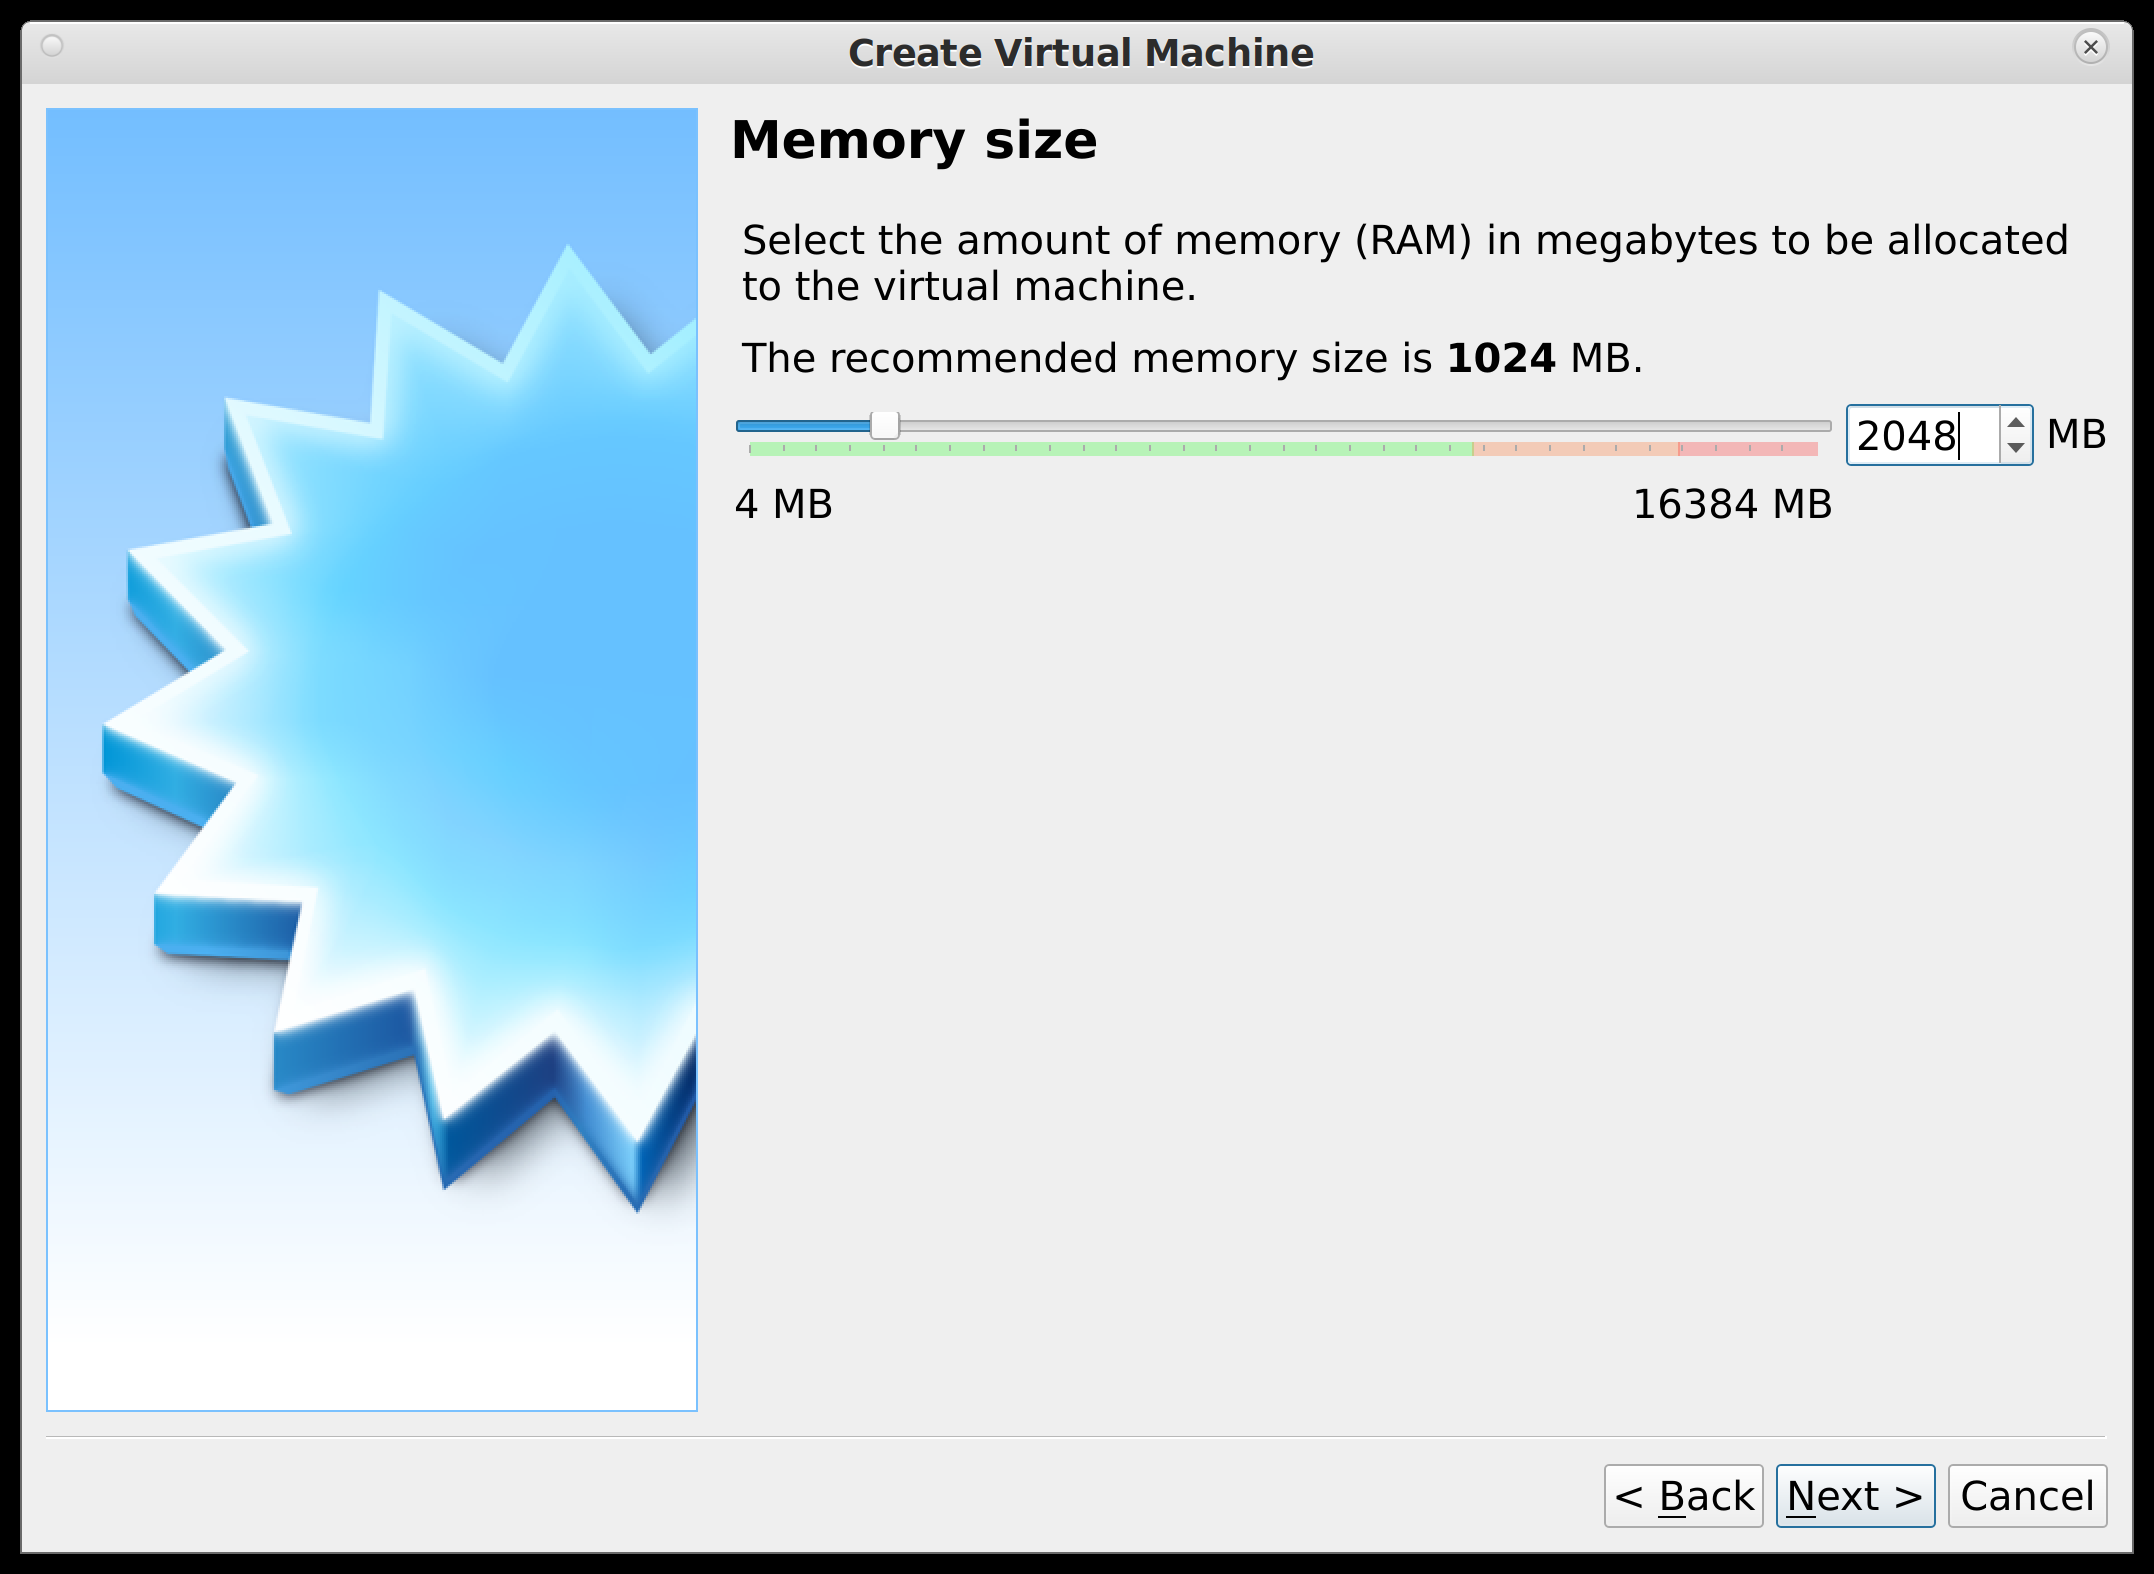 Create Virtual Machine
Memory size
Select the amount of memory (RAM) in megabytes to be allocated
to the virtual machine.
The recommended memory size is 1024 MB.
2048 MB
4 MB 16384 MB
< Back Next > Cancel